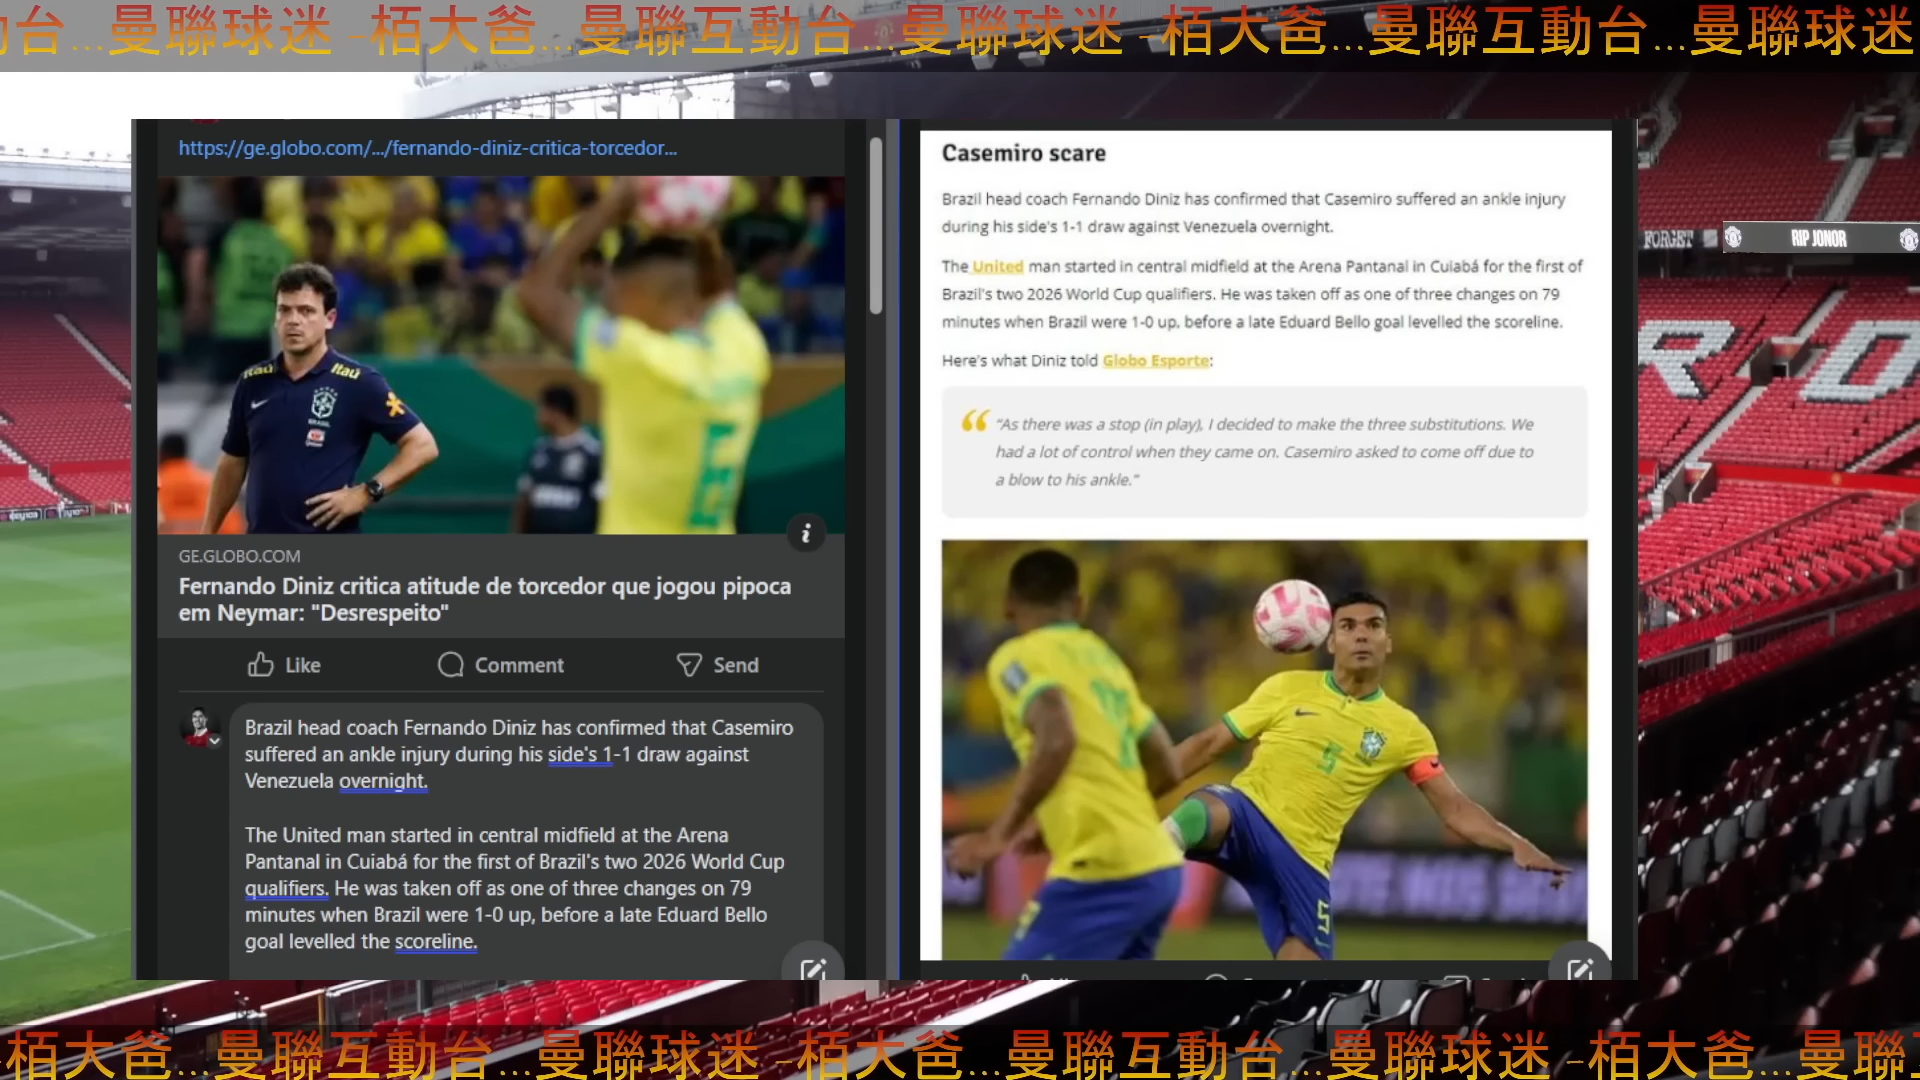 台...曼聯球迷 -栢大爸...曼聯互動台...曼聯球迷 -栢大爸...曼聯互動台...曼聯球迷
https://ge.globo.com/.../fernando-diniz-critica-torcedor...
Itaú Itaú
BRASIL
6
GE.GLOBO.COM
Fernando Diniz critica atitude de torcedor que jogou pipoca
em Neymar: "Desrespeito"
Like Comment Send
Brazil head coach Fernando Diniz has confirmed that Casemiro
suffered an ankle injury during his side's 1-1 draw against
Venezuela overnight.
The United man started in central midfield at the Arena
Pantanal in Cuiabá for the first of Brazil's two 2026 World Cup
qualifiers. He was taken off as one of three changes on 79
minutes when Brazil were 1-0 up, before a late Eduard Bello
goal levelled the scoreline.
Casemiro scare
Brazil head coach Fernando Diniz has confirmed that Casemiro suffered an ankle injury
during his side's 1-1 draw against Venezuela overnight.
The United man started in central midfield at the Arena Pantanal in Cuiabá for the first of
Brazil's two 2026 World Cup qualifiers. He was taken off as one of three changes on 79
minutes when Brazil were 1-0 up, before a late Eduard Bello goal levelled the scoreline.
Here's what Diniz told Globo Esporte:
"As there was a stop (in play), I decided to make the three substitutions. We
had a lot of control when they came on. Casemiro asked to come off due to
a blow to his ankle."
5
5
FORGET
RIP JONOR
R D
栢大爸...曼聯互動台...曼聯球迷 -栢大爸...曼聯互動台...曼聯球迷 -栢大爸...曼聯